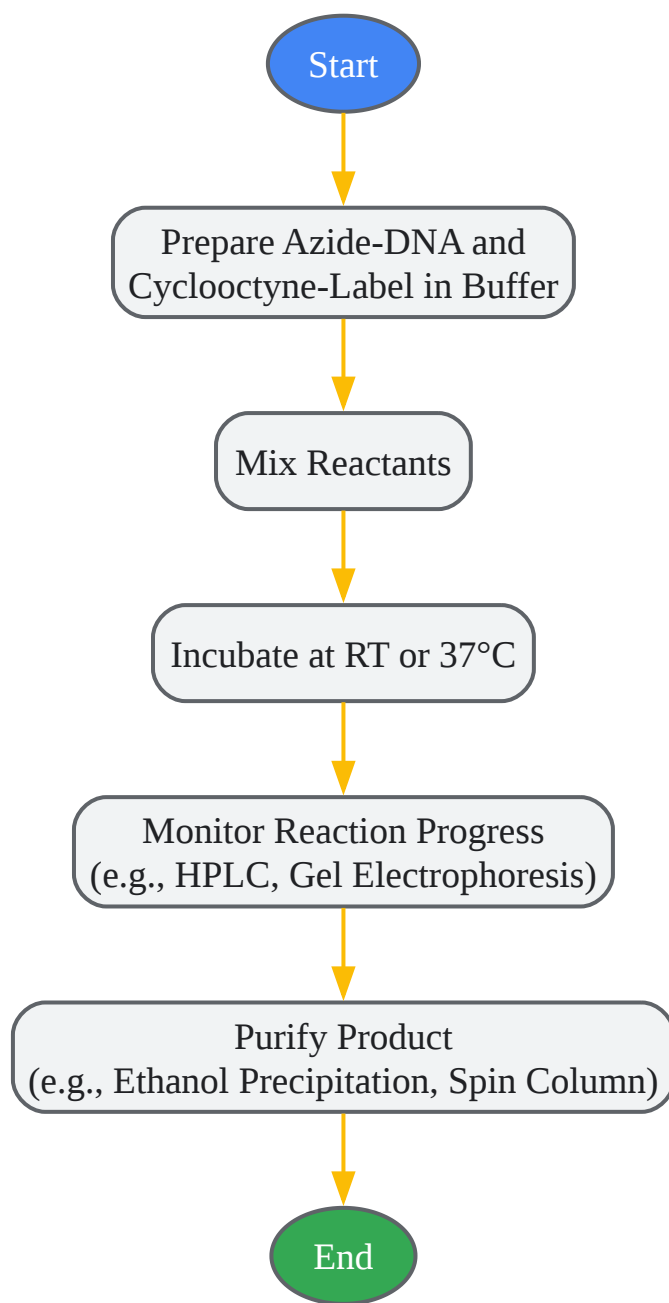 Start
Prepare Azide-DNA and
Cyclooctyne-Label in Buffer
Mix Reactants
Incubate at RT or 37°C
Monitor Reaction Progress
(e.g., HPLC, Gel Electrophoresis)
Purify Product
(e.g., Ethanol Precipitation, Spin Column)
End